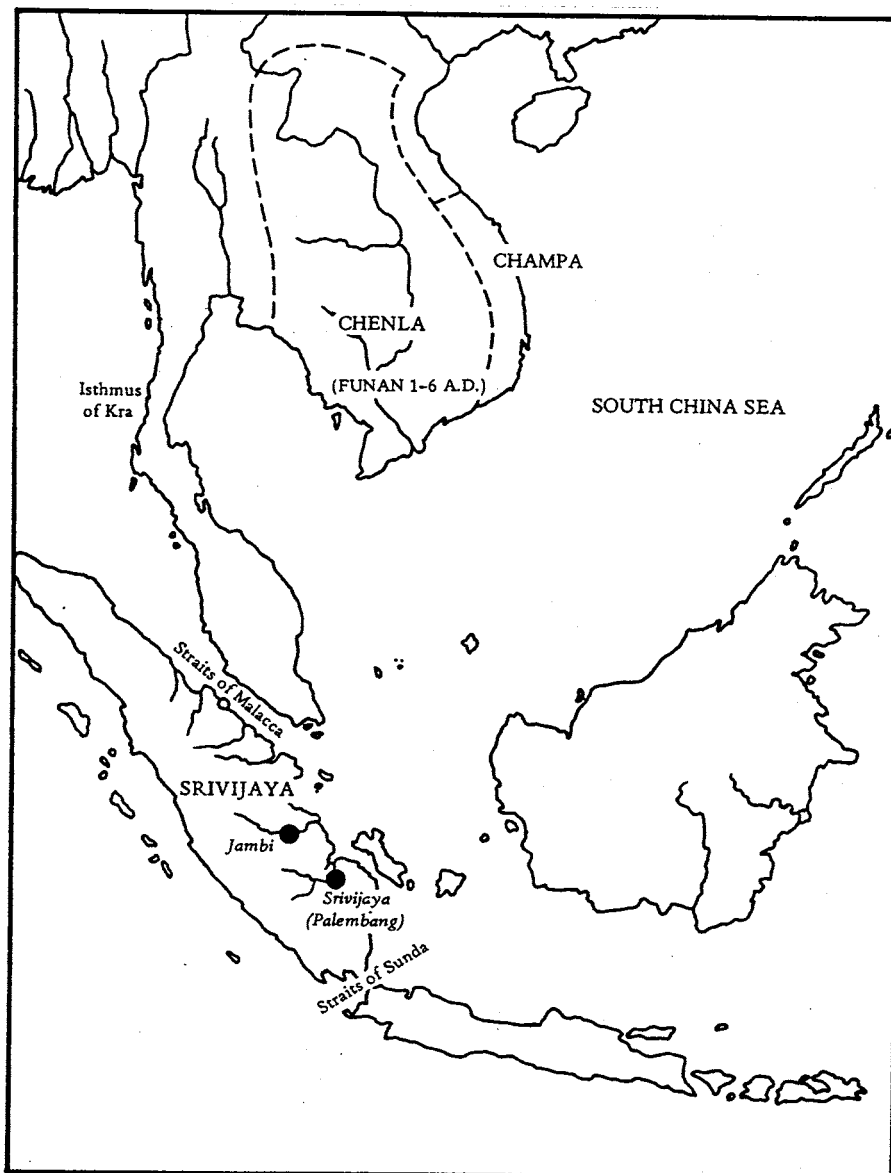 CHAMPA
CHENLA
(FUNAN 1-6 A.D.)
Isthmus
of Kra
SOUTH CHINA SEA
Straits of Malacca
SRIVIJAYA
Jambi
Srivijaya
(Palembang)
Straits of Sunda